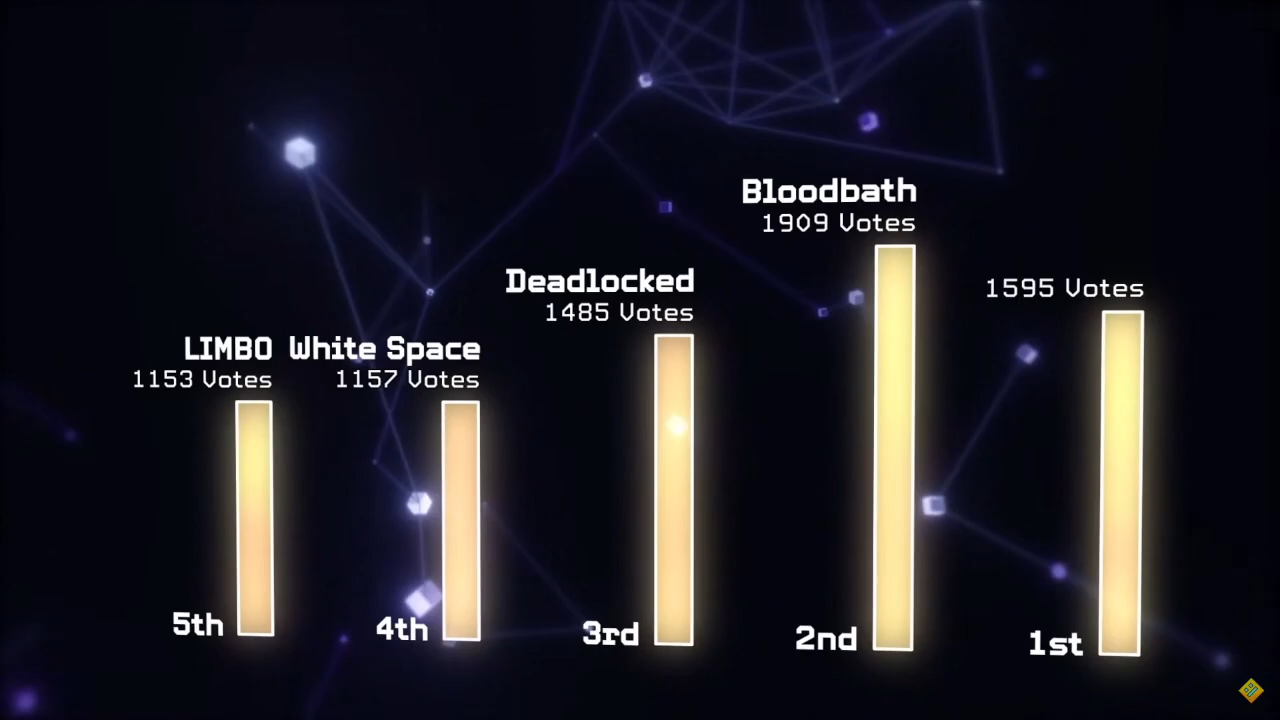 Bloodbath
1909 Votes
Deadlocked
1485 Votes
1595 Votes
LIMBO
1153 Votes
White Space
1157 Votes
5th
4th
3rd
2nd
1st